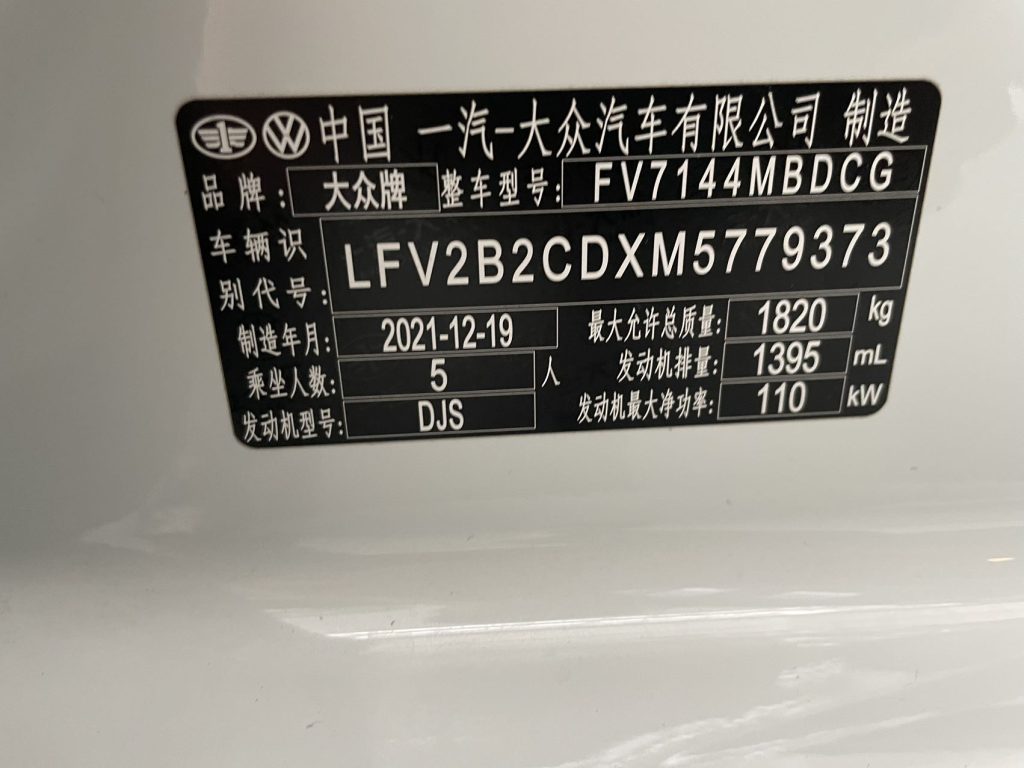 中国 一汽-大众汽车有限公司 制造
品牌: 大众牌 整车型号: FV7144MBDCG
车辆识别代号: LFV2B2CDXM5779373
制造年月: 2021-12-19 最大允许总质量: 1820 kg
乘坐人数: 5 人 发动机排量: 1395 mL
发动机型号: DJS 发动机最大净功率: 110 kW